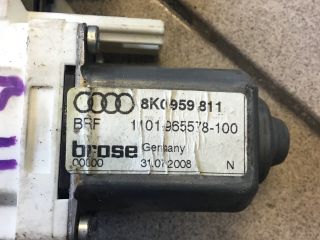 8K0 959 811
BRF 1101 965578-100
brose Germany
00000 31.07.2008 N